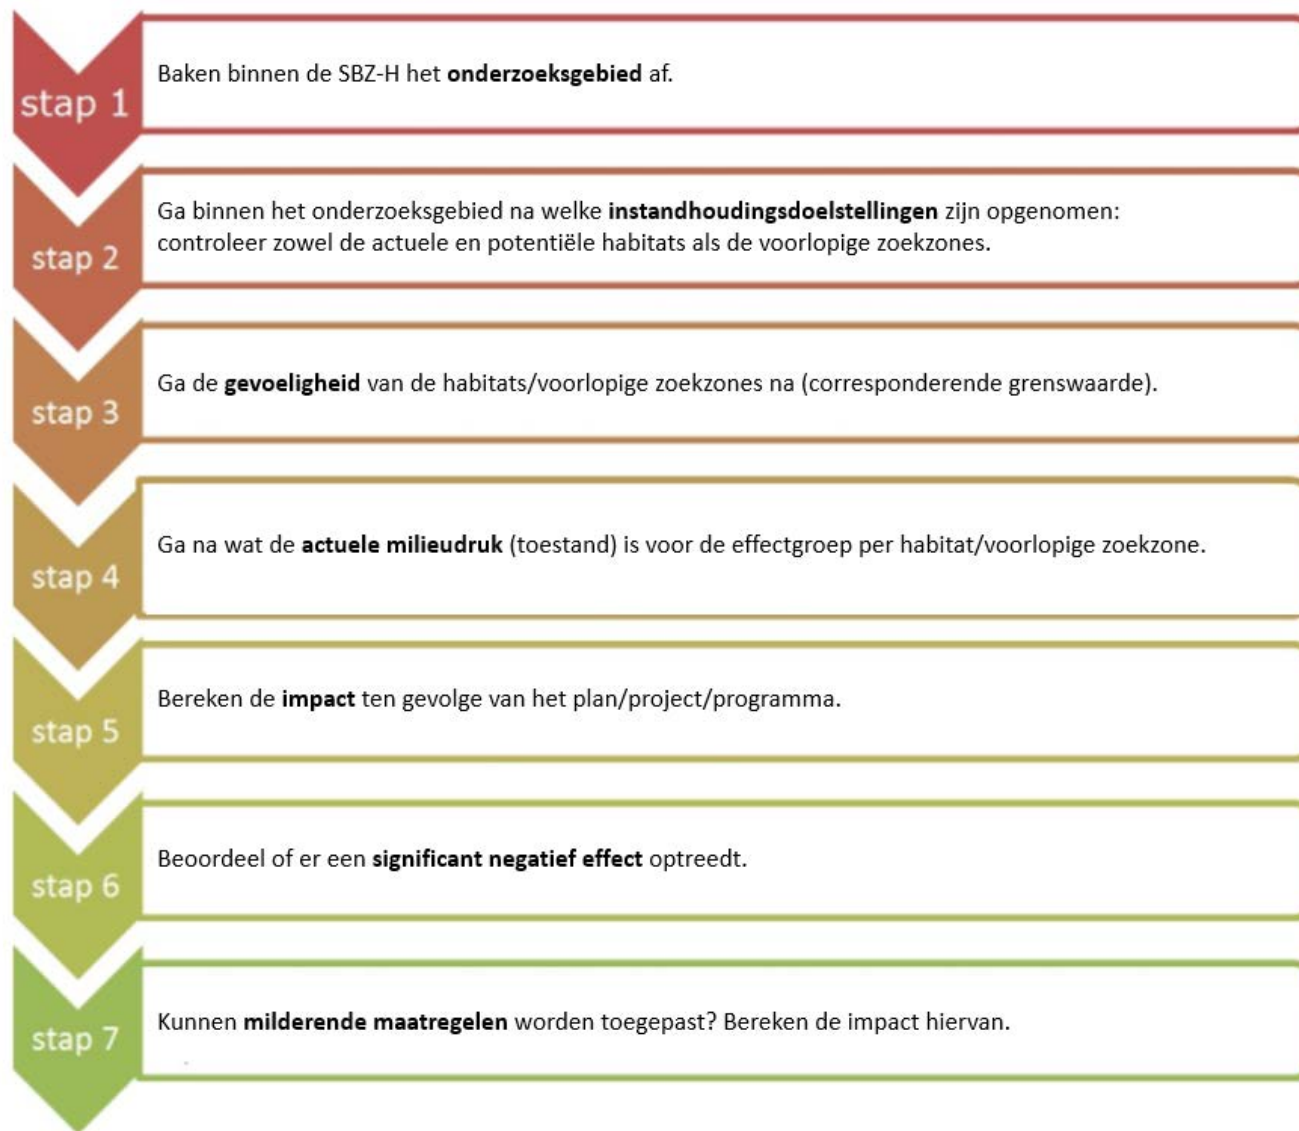 stap 1
Baken binnen de SBZ-H het onderzoeksgebied af.
stap 2
Ga binnen het onderzoeksgebied na welke instandhoudingsdoelstellingen zijn opgenomen:
controleer zowel de actuele en potentiële habitats als de voorlopige zoekzones.
stap 3
Ga de gevoeligheid van de habitats/voorlopige zoekzones na (corresponderende grenswaarde).
stap 4
Ga na wat de actuele milieudruk (toestand) is voor de effectgroep per habitat/voorlopige zoekzone.
stap 5
Bereken de impact ten gevolge van het plan/project/programma.
stap 6
Beoordeel of er een significant negatief effect optreedt.
stap 7
Kunnen milderende maatregelen worden toegepast? Bereken de impact hiervan.